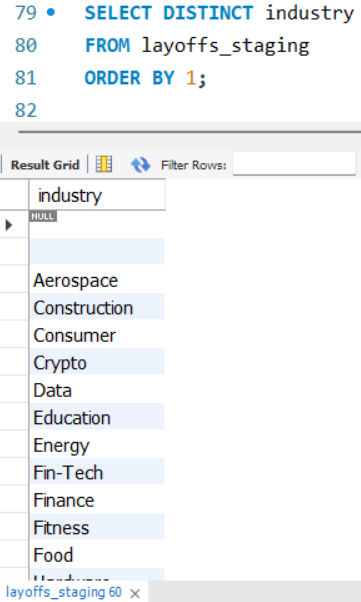 79 SELECT DISTINCT industry
80 FROM layoffs_staging
81 ORDER BY 1;
82
Result Grid Filter Rows:
industry
NULL
Aerospace
Construction
Consumer
Crypto
Data
Education
Energy
Fin-Tech
Finance
Fitness
Food
layoffs_staging 60